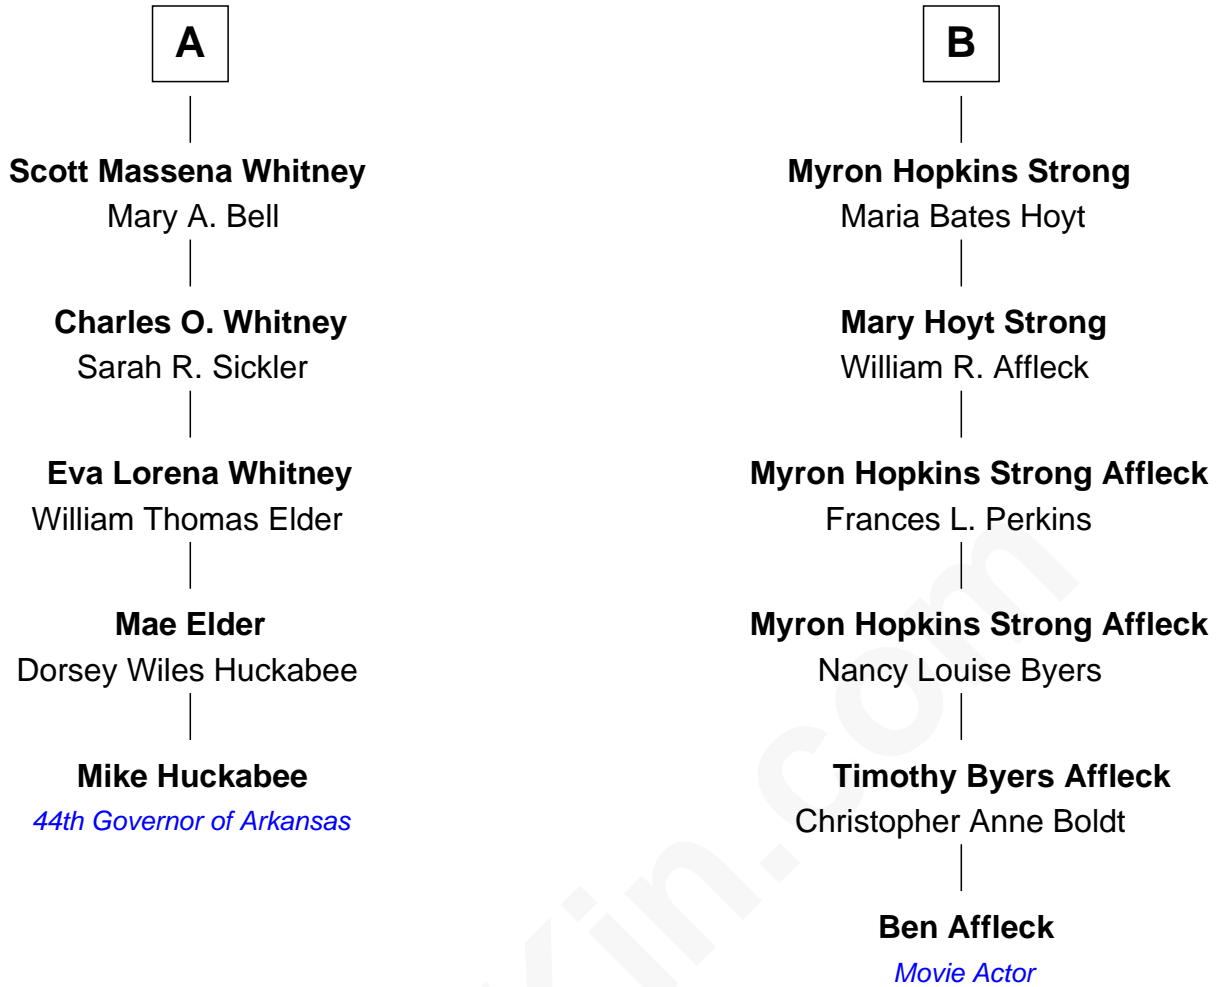 A
Scott Massena Whitney
Mary A. Bell
Charles O. Whitney
Sarah R. Sickler
Eva Lorena Whitney
William Thomas Elder
Mae Elder
Dorsey Wiles Huckabee
Mike Huckabee
44th Governor of Arkansas
B
Myron Hopkins Strong
Maria Bates Hoyt
Mary Hoyt Strong
William R. Affleck
Myron Hopkins Strong Affleck
Frances L. Perkins
Myron Hopkins Strong Affleck
Nancy Louise Byers
Timothy Byers Affleck
Christopher Anne Boldt
Ben Affleck
Movie Actor
Kin.com